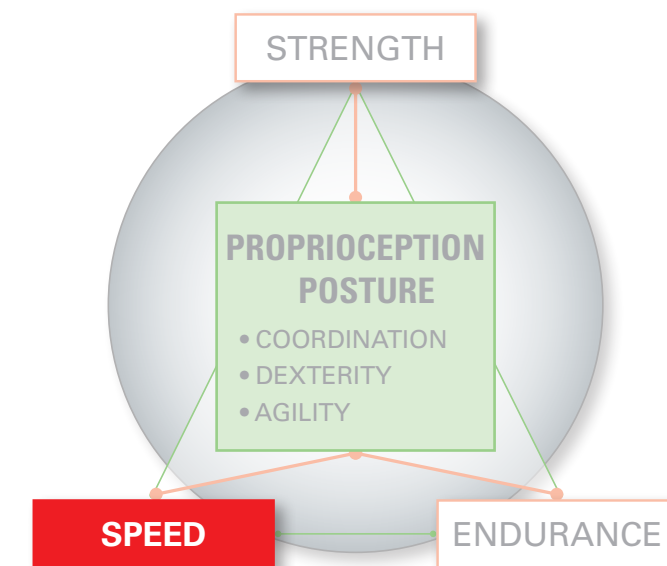 STRENGTH
PROPRIOCEPTION
POSTURE
• COORDINATION
• DEXTERITY
• AGILITY
SPEED
ENDURANCE